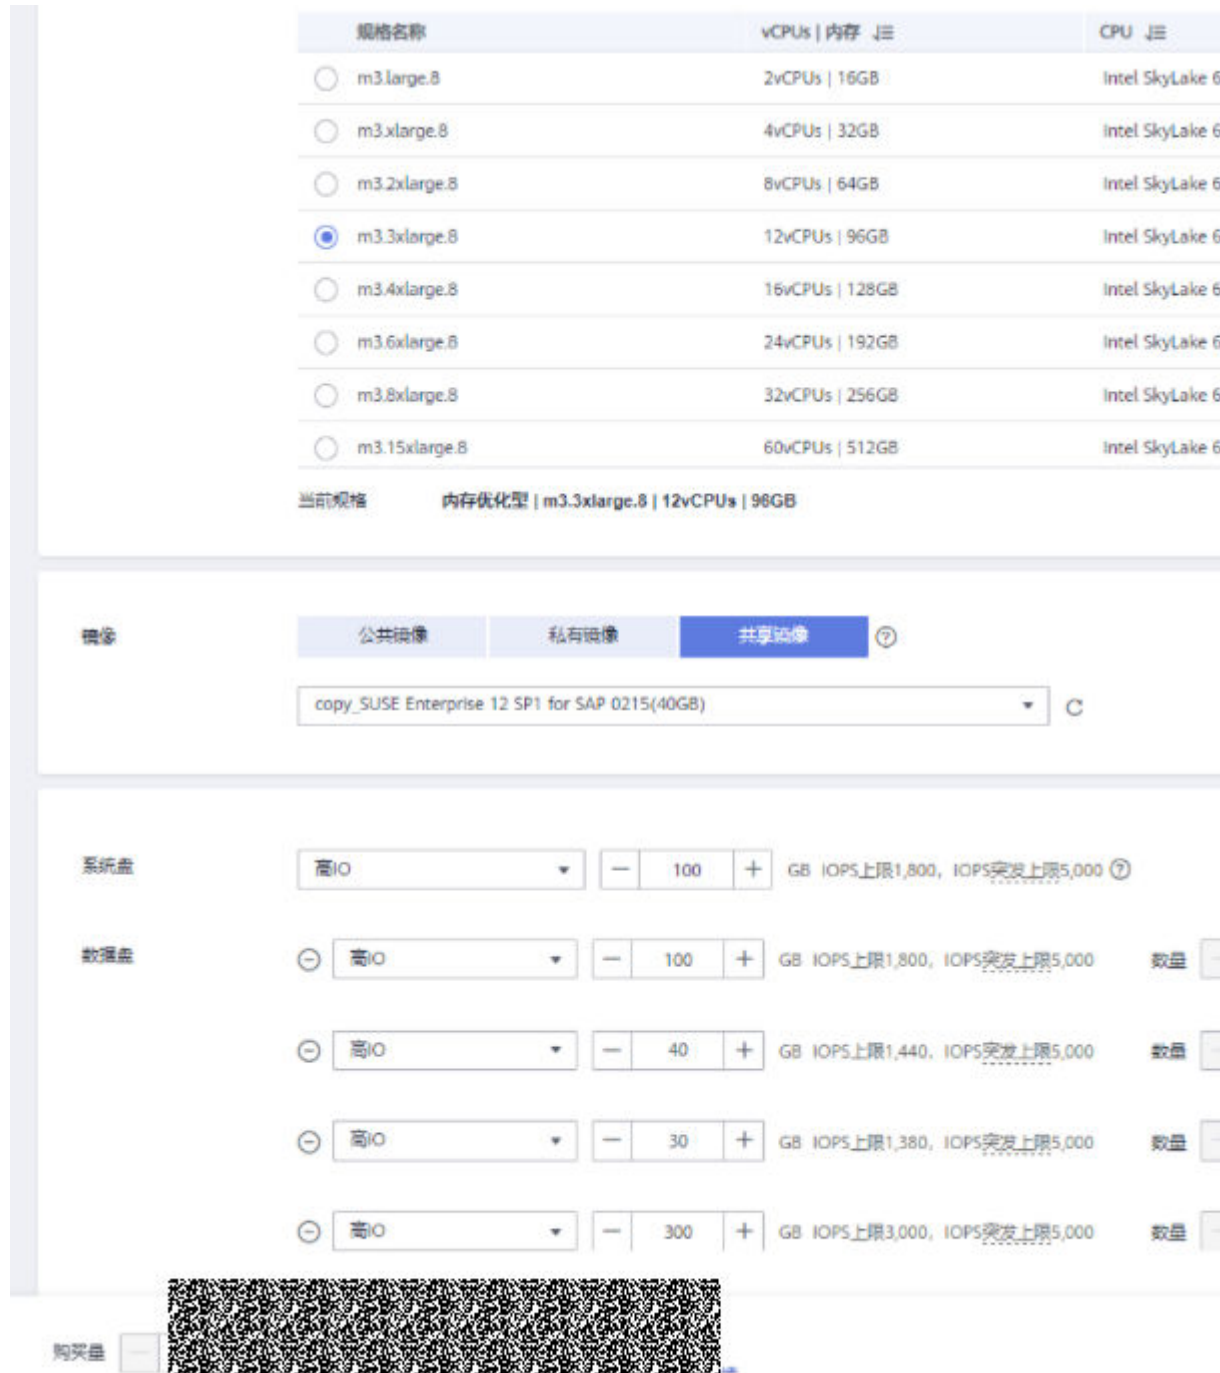 规格名称 vCPUs | 内存 CPU
m3.large.8 2vCPUs | 16GB Intel SkyLake 6
m3.xlarge.8 4vCPUs | 32GB Intel SkyLake 6
m3.2xlarge.8 8vCPUs | 64GB Intel SkyLake 6
m3.3xlarge.8 12vCPUs | 96GB Intel SkyLake 6
m3.4xlarge.8 16vCPUs | 128GB Intel SkyLake 6
m3.6xlarge.8 24vCPUs | 192GB Intel SkyLake 6
m3.8xlarge.8 32vCPUs | 256GB Intel SkyLake 6
m3.15xlarge.8 60vCPUs | 512GB Intel SkyLake 6
当前规格 内存优化型 | m3.3xlarge.8 | 12vCPUs | 96GB
镜像 公共镜像 私有镜像 共享镜像
copy_SUSE Enterprise 12 SP1 for SAP 0215(40GB)
系统盘 高IO 100 GB IOPS上限1,800，IOPS突发上限5,000
数据盘 高IO 100 GB IOPS上限1,800，IOPS突发上限5,000 数量
高IO 40 GB IOPS上限1,440，IOPS突发上限5,000 数量
高IO 30 GB IOPS上限1,380，IOPS突发上限5,000 数量
高IO 300 GB IOPS上限3,000，IOPS突发上限5,000 数量
购买量